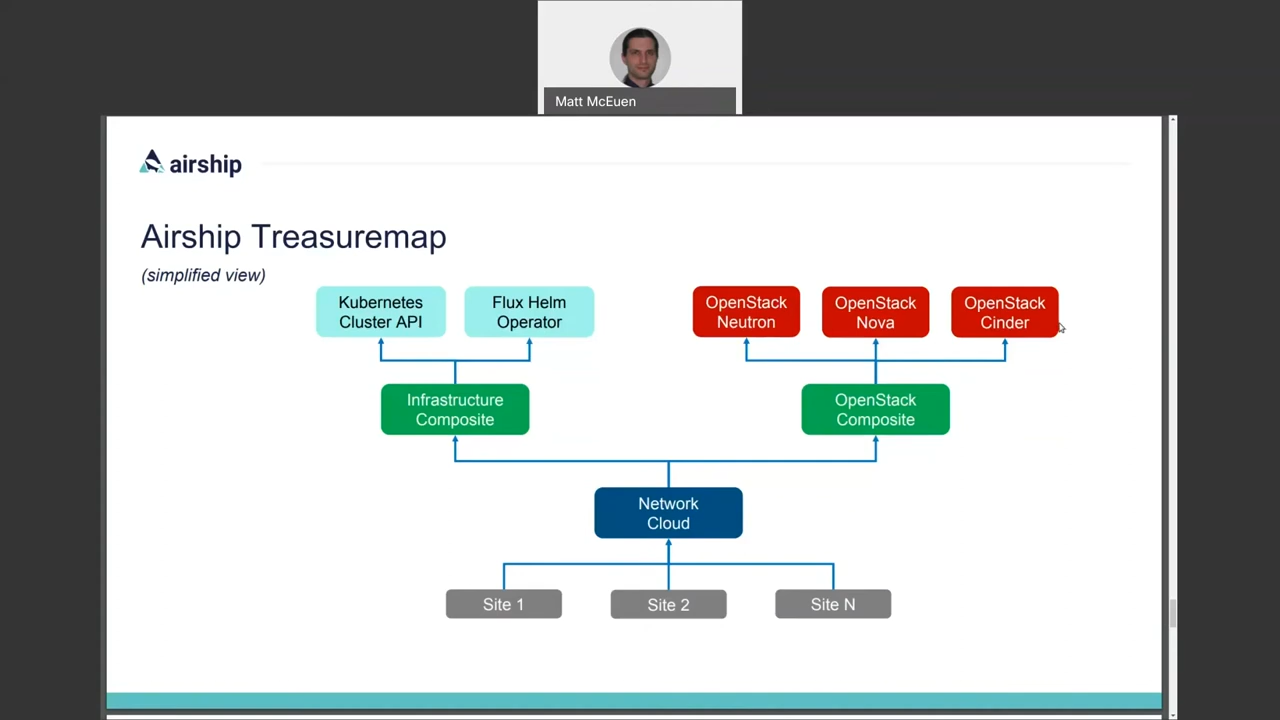 Matt McEuen
airship
Airship Treasuremap
(simplified view)
Kubernetes
Cluster API
Flux Helm
Operator
OpenStack
Neutron
OpenStack
Nova
OpenStack
Cinder
Infrastructure
Composite
OpenStack
Composite
Network
Cloud
Site 1
Site 2
Site N